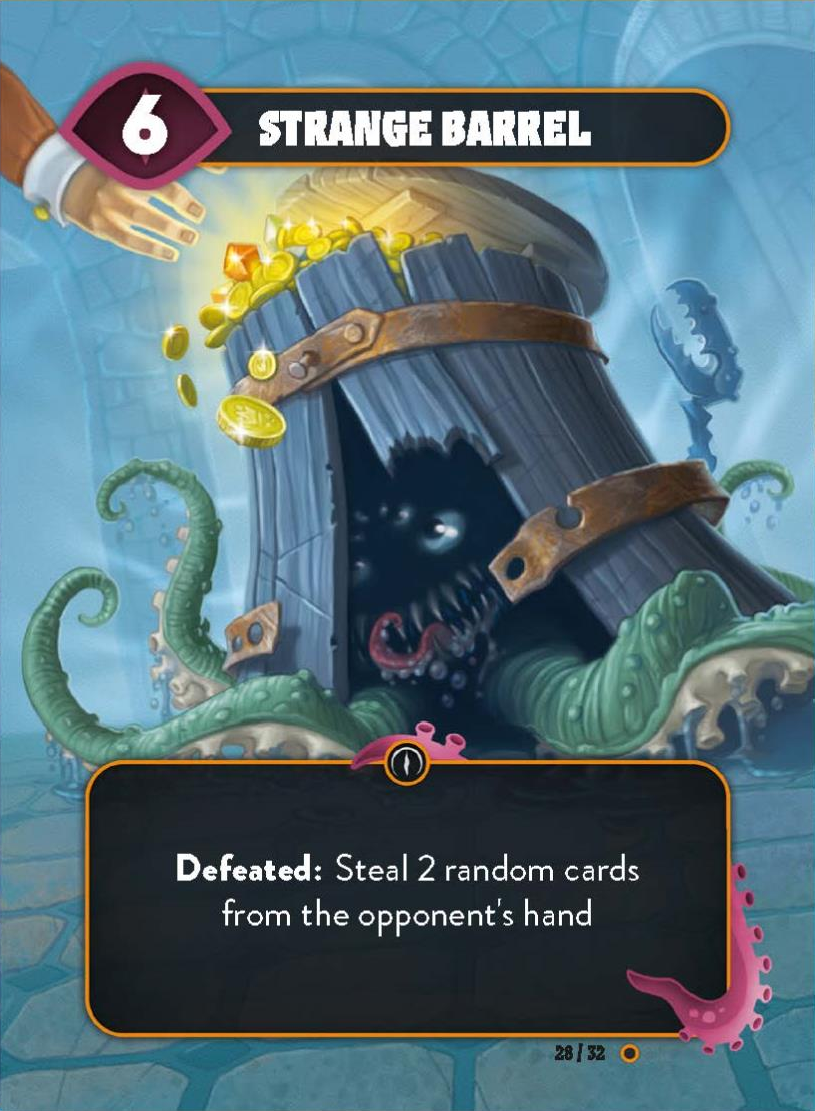 6
STRANGE BARREL
Defeated: Steal 2 random cards
from the opponent's hand
28/32